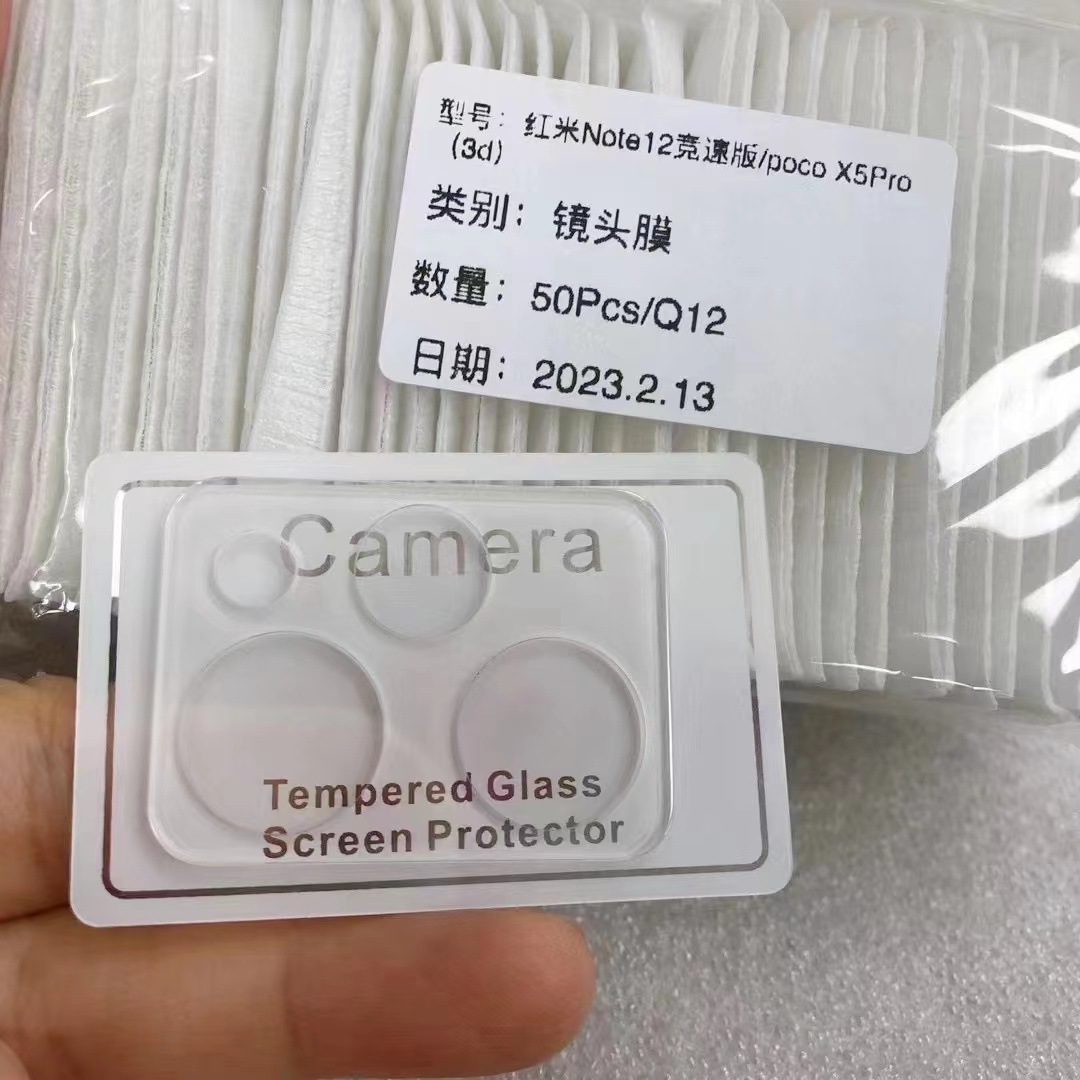 型号：红米Note12竞速版/poco X5Pro
(3d)
类别：镜头膜
数量：50Pcs/Q12
日期：2023.2.13
Camera
Tempered Glass
Screen Protector